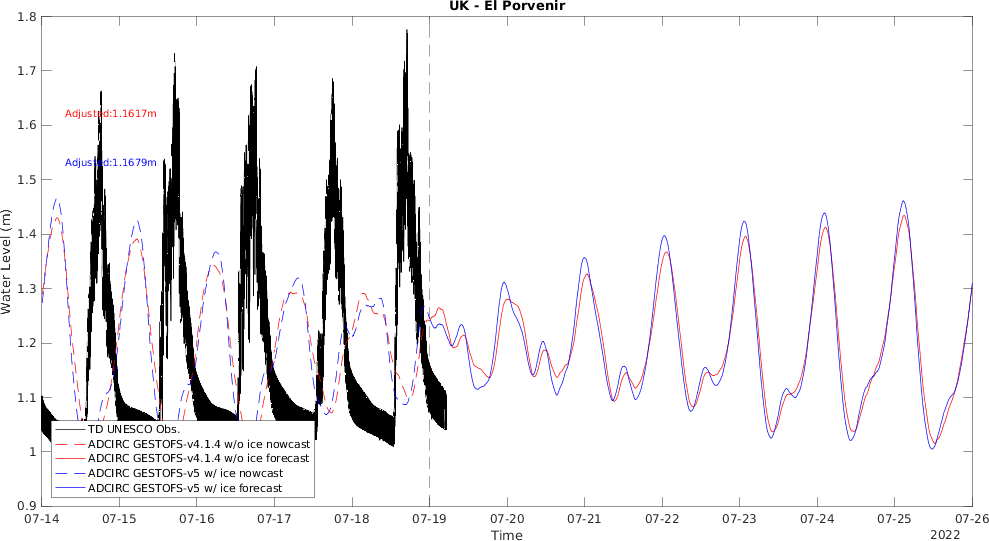 UK - El Porvenir
1.8
1.7
1.6
1.5
1.4
1.3
1.2
1.1
1
0.9
Water Level (m)
Adjusted:1.1617m
Adjusted:1.1679m
TD UNESCO Obs.
ADCIRC GESTOFS-v4.1.4 w/o ice nowcast
ADCIRC GESTOFS-v4.1.4 w/o ice forecast
ADCIRC GESTOFS-v5 w/ ice nowcast
ADCIRC GESTOFS-v5 w/ ice forecast
07-14 07-15 07-16 07-17 07-18 07-19 07-20 07-21 07-22 07-23 07-24 07-25 07-26
Time
2022